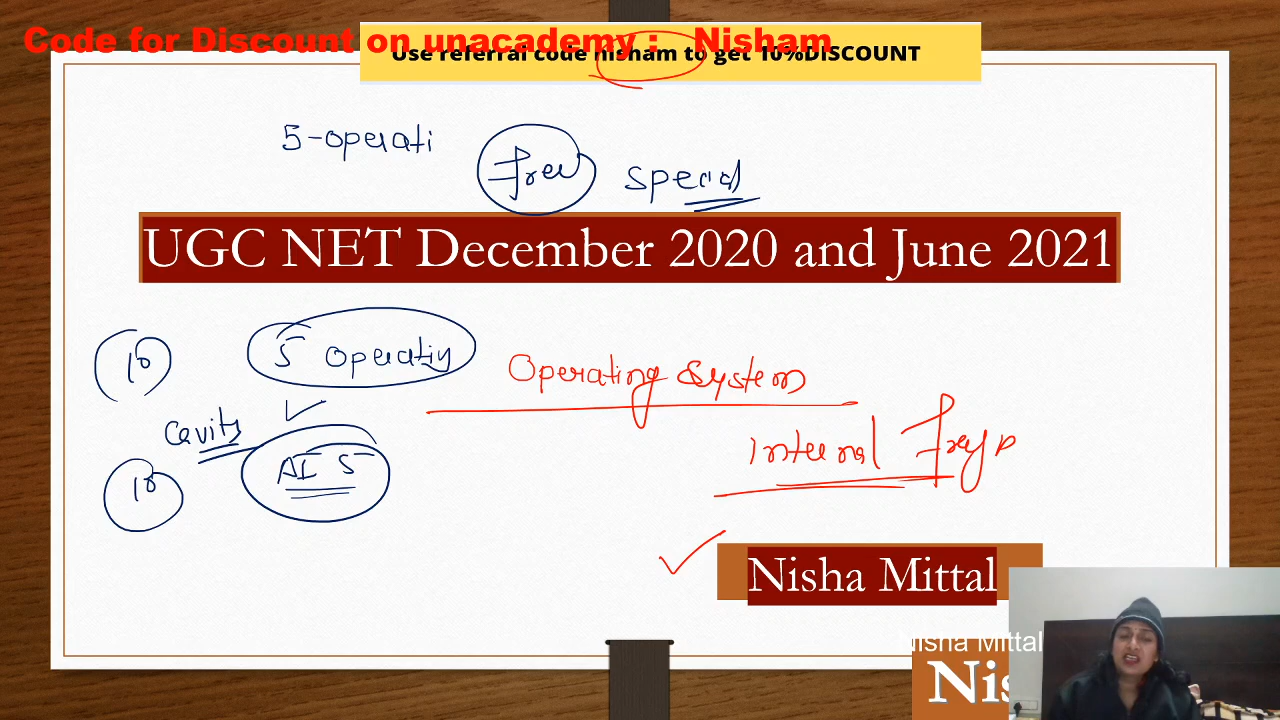 Code for Discount on unacademy : Nisham
Use referral code nisham to get 10%DISCOUNT
5-operati
free
special
UGC NET December 2020 and June 2021
10
5 Operating
Operating System
Cavity
Internal
10
AI 5
Nisha Mittal
Nisha Mittal
Nis